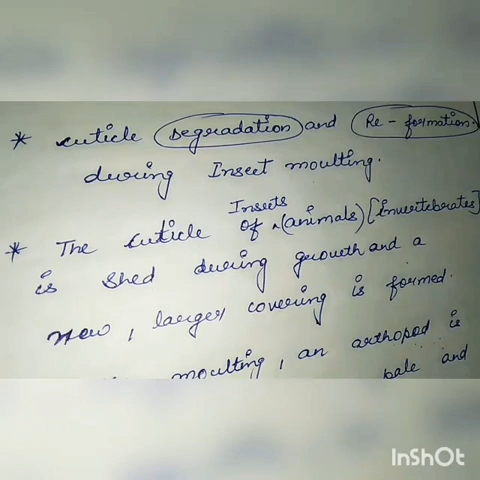 * cuticle Degradation and Re-formation.
during Insect moulting.
Insects
* The cuticle of (animals) [invertebrates]
is shed during growth and a
new, larger covering is formed.
moulting, an arthopod is
pale and
InShOt